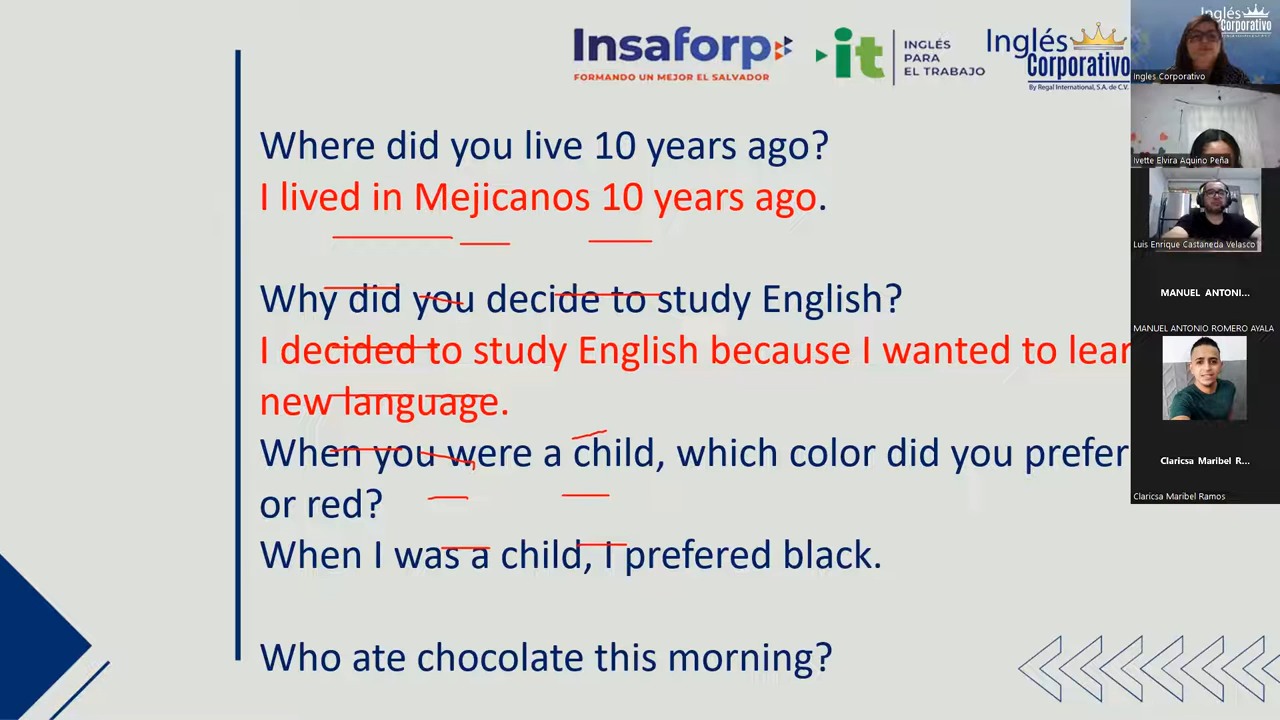 Insaforp
FORMANDO UN MEJOR EL SALVADOR
it
INGLÉS
PARA
EL TRABAJO
Inglés
Corporativo
By Regal International, S.A. de C.V.
Where did you live 10 years ago?
I lived in Mejicanos 10 years ago.
Why did you decide to study English?
I decided to study English because I wanted to lear
new language.
When you were a child, which color did you prefer
or red?
When I was a child, I prefered black.
Who ate chocolate this morning?
Inglés
Corporativo
Ingles Corporativo
Ivette Elvira Aquino Peña
Luis Enrique Castaneda Velasco
MANUEL ANTONI...
MANUEL ANTONIO ROMERO AYALA
Claricsa Maribel R...
Claricsa Maribel Ramos